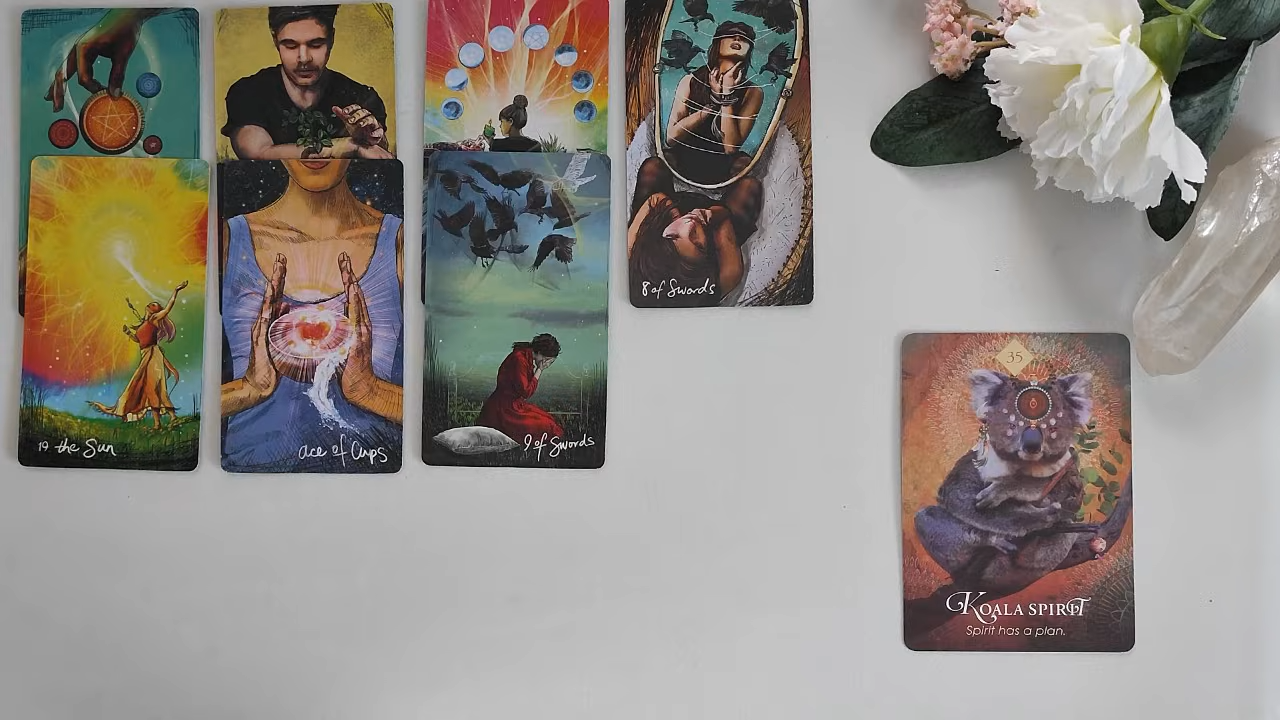 8 of Swords
19 the Sun
ace of Cups
9 of Swords
35
KOALA SPIRIT
Spirit has a plan.